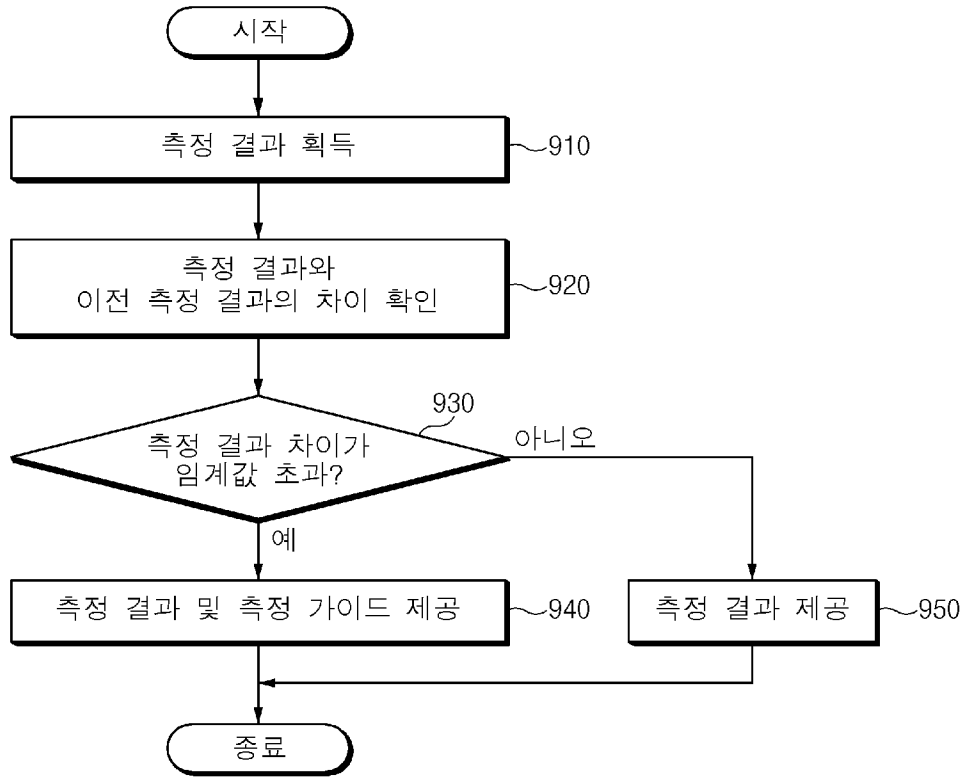 시작
측정 결과 획득
910
측정 결과와
이전 측정 결과의 차이 확인
920
930
측정 결과 차이가
임계값 초과?
아니오
예
측정 결과 및 측정 가이드 제공
940
측정 결과 제공
950
종료